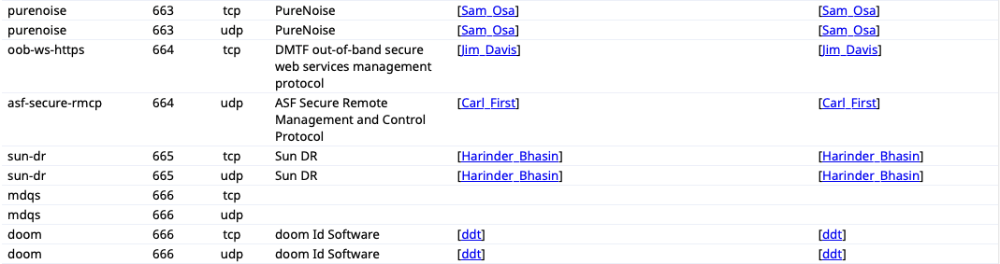 purenoise 663 tcp PureNoise [Sam_Osa] [Sam_Osa]
purenoise 663 udp PureNoise [Sam_Osa] [Sam_Osa]
oob-ws-https 664 tcp DMTF out-of-band secure [Jim_Davis] [Jim_Davis]
web services management
protocol
asf-secure-rmcp 664 udp ASF Secure Remote [Carl_First] [Carl_First]
Management and Control
Protocol
sun-dr 665 tcp Sun DR [Harinder_Bhasin] [Harinder_Bhasin]
sun-dr 665 udp Sun DR [Harinder_Bhasin] [Harinder_Bhasin]
mdqs 666 tcp
mdqs 666 udp
doom 666 tcp doom Id Software [ddt] [ddt]
doom 666 udp doom Id Software [ddt] [ddt]